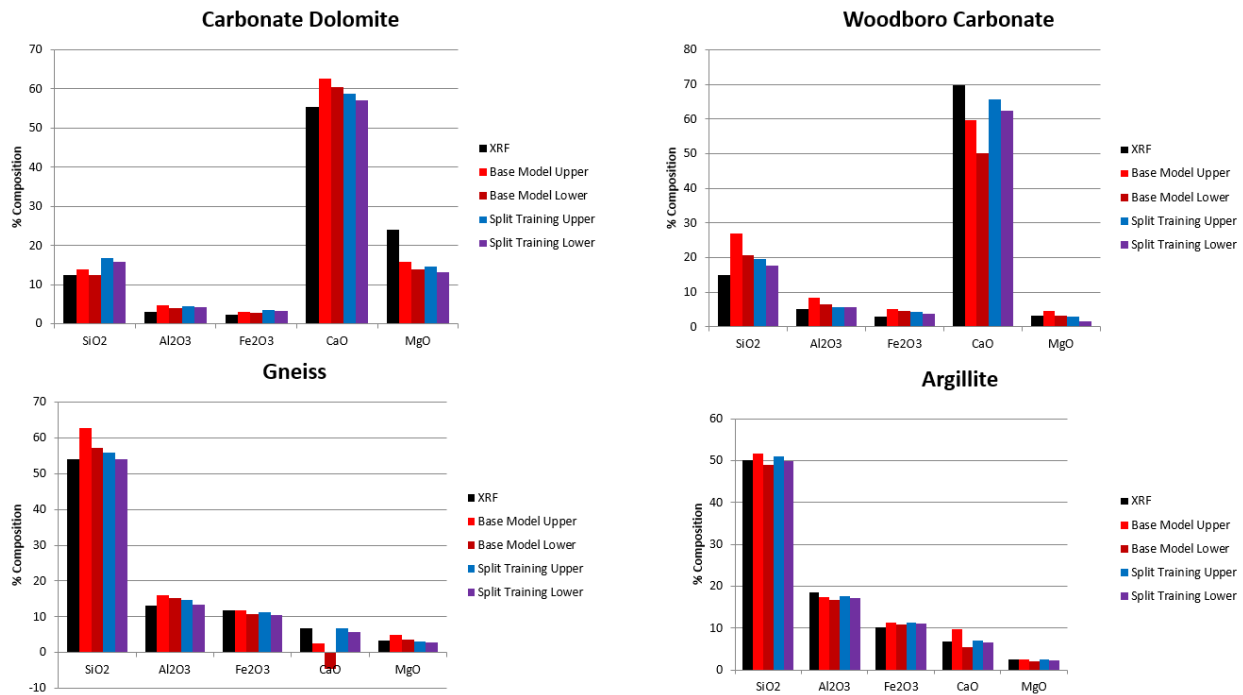 Carbonate Dolomite
70
60
50
40
30
20
10
0
% Composition
SiO2 Al2O3 Fe2O3 CaO MgO
XRF
Base Model Upper
Base Model Lower
Split Training Upper
Split Training Lower
Woodboro Carbonate
80
70
60
50
40
30
20
10
0
% Composition
SiO2 Al2O3 Fe2O3 CaO MgO
XRF
Base Model Upper
Base Model Lower
Split Training Upper
Split Training Lower
Gneiss
70
60
50
40
30
20
10
0
-10
% Composition
SiO2 Al2O3 Fe2O3 CaO MgO
XRF
Base Model Upper
Base Model Lower
Split Training Upper
Split Training Lower
Argillite
60
50
40
30
20
10
0
% Composition
SiO2 Al2O3 Fe2O3 CaO MgO
XRF
Base Model Upper
Base Model Lower
Split Training Upper
Split Training Lower